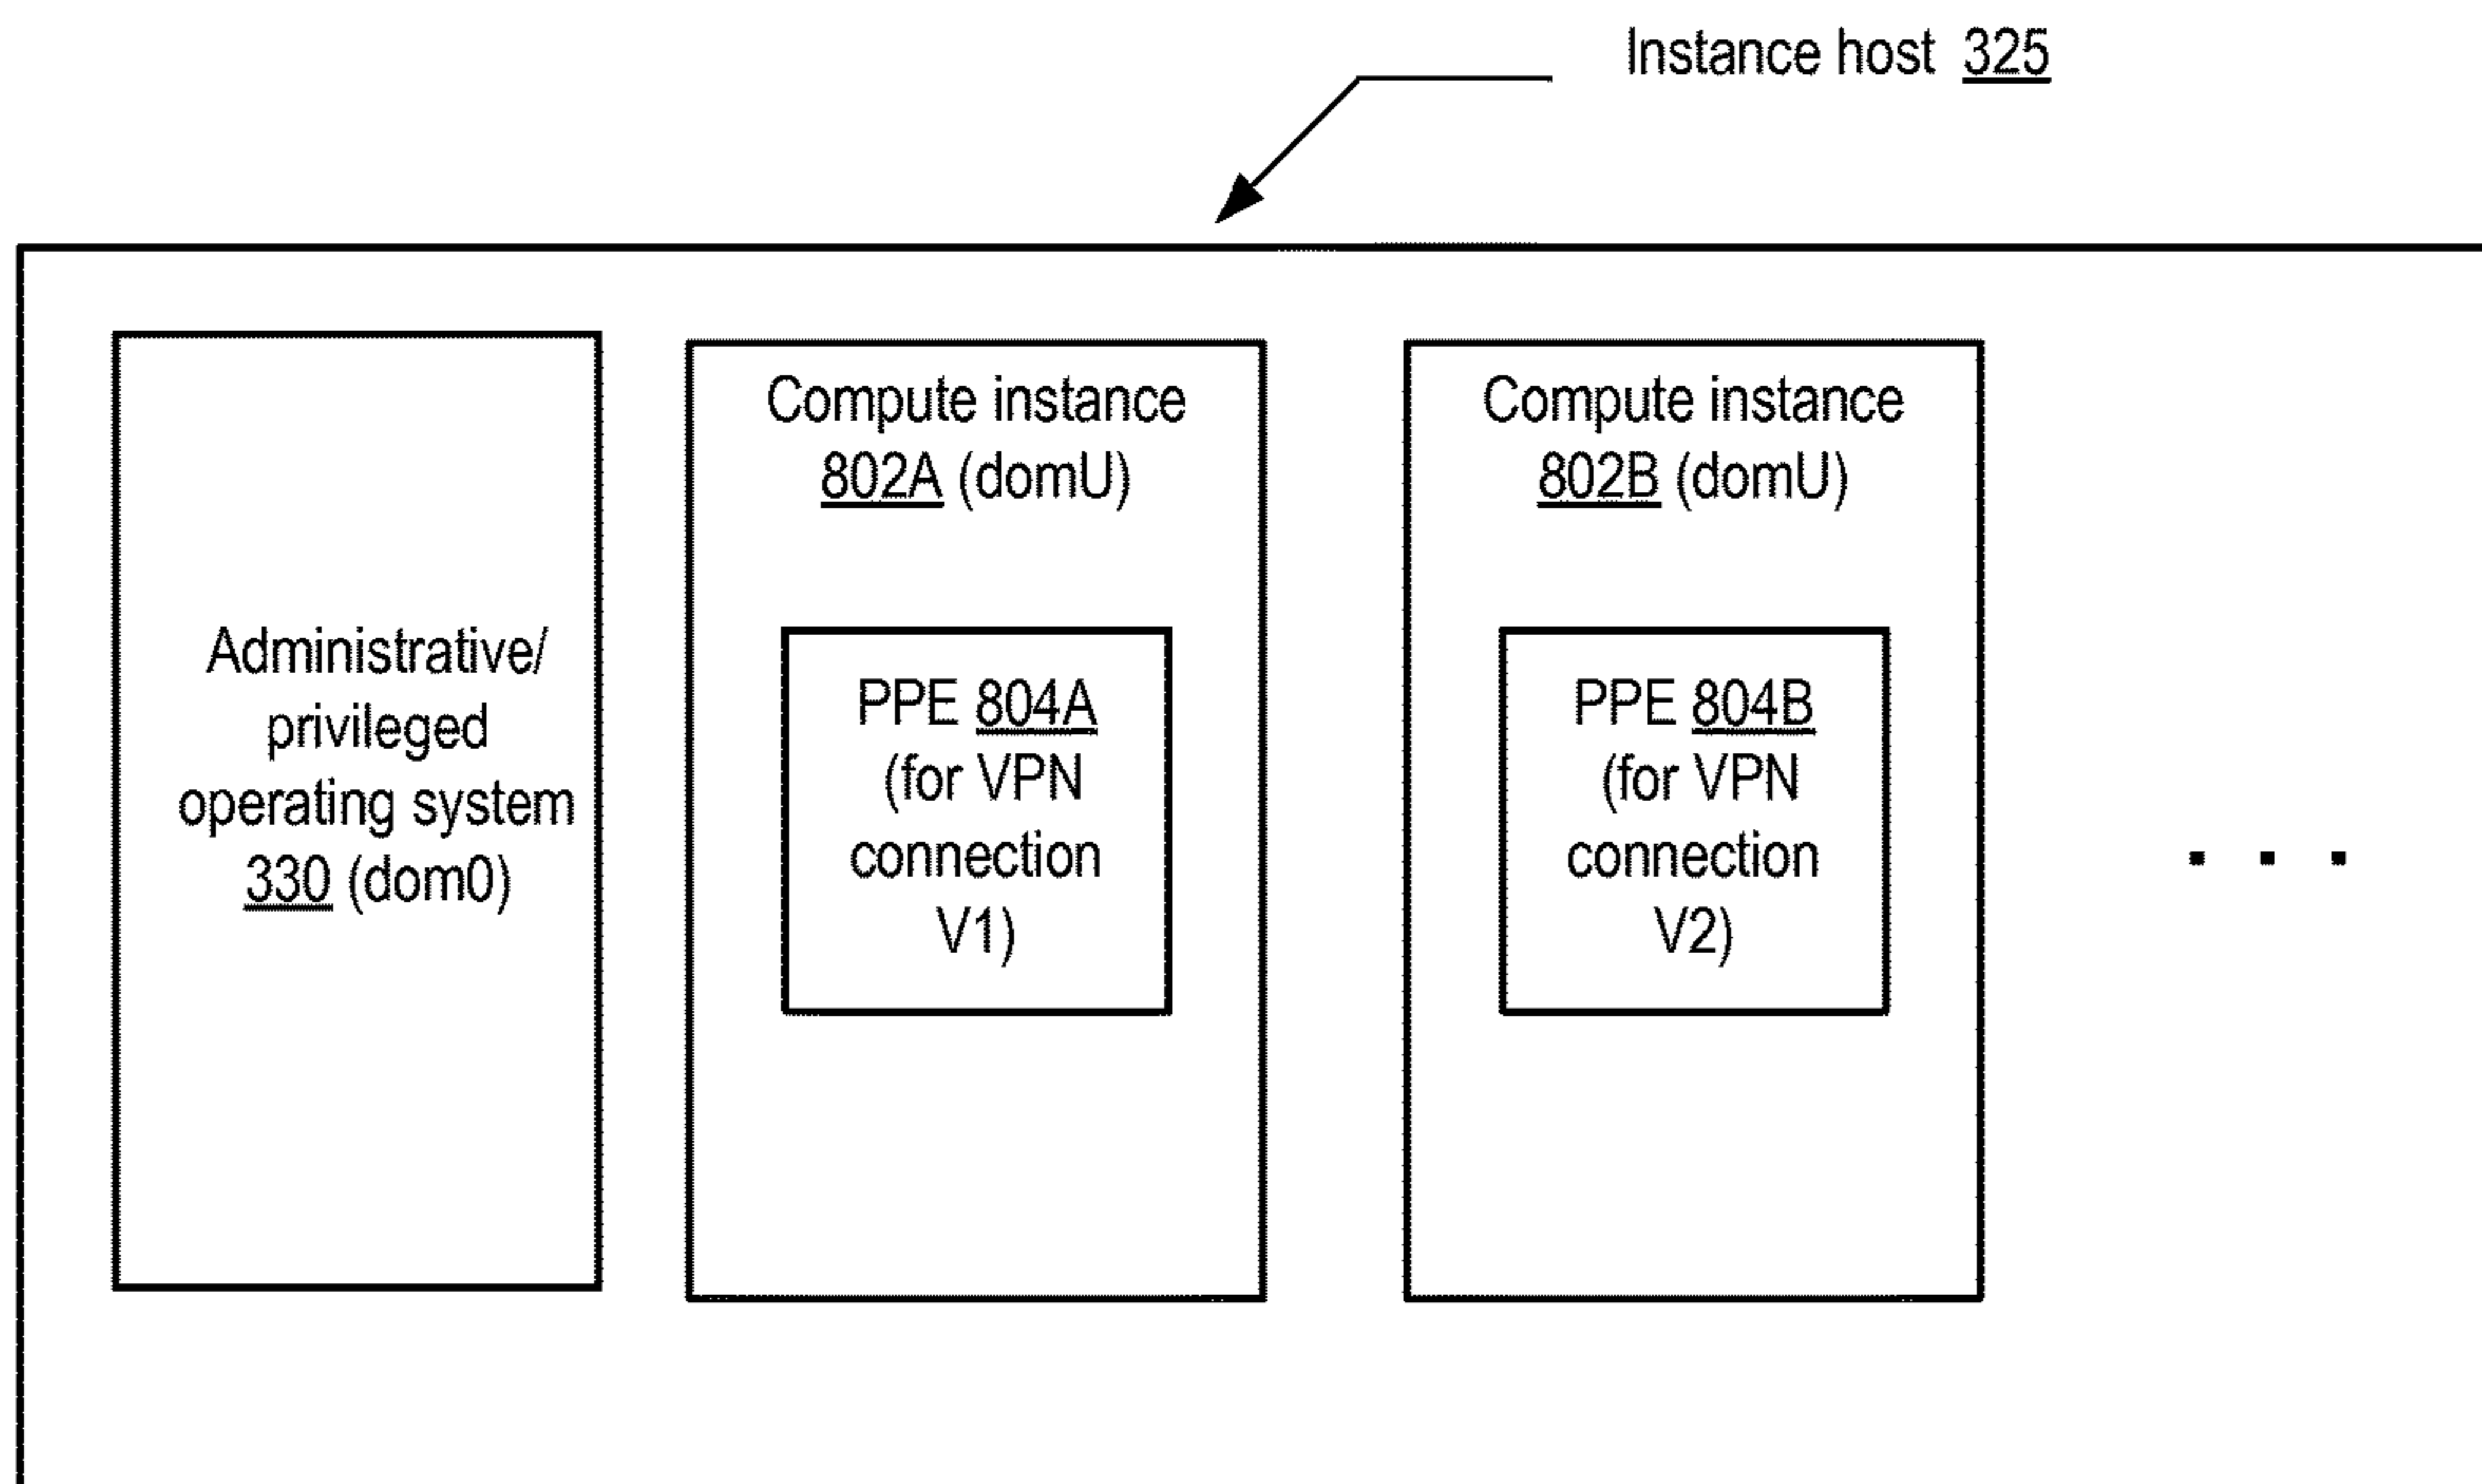 Instance host 325
Administrative/
privileged
operating system
330 (dom0)
Compute instance
802A (domU)
PPE 804A
(for VPN
connection
V1)
Compute instance
802B (domU)
PPE 804B
(for VPN
connection
V2)
. . .